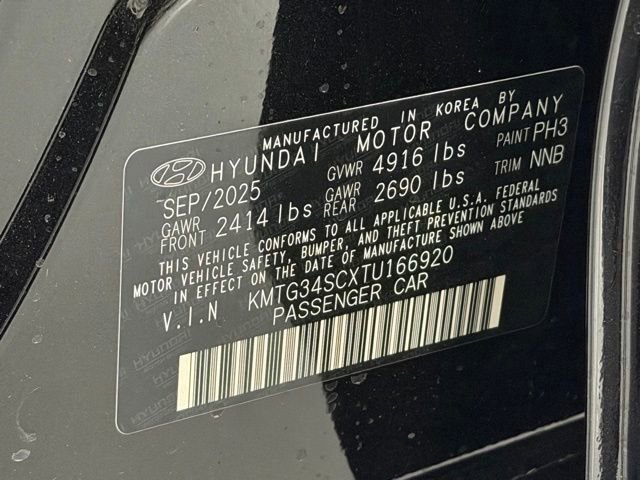 MANUFACTURED IN KOREA BY
HYUNDAI MOTOR COMPANY
SEP/2025 GVWR 4916 lbs PAINT PH3
GAWR FRONT 2414 lbs GAWR REAR 2690 lbs TRIM NNB
THIS VEHICLE CONFORMS TO ALL APPLICABLE U.S.A. FEDERAL
MOTOR VEHICLE SAFETY, BUMPER, AND THEFT PREVENTION STANDARDS
IN EFFECT ON THE DATE OF MANUFACTURE SHOWN ABOVE
V.I.N KMTG34SCXTU166920
PASSENGER CAR